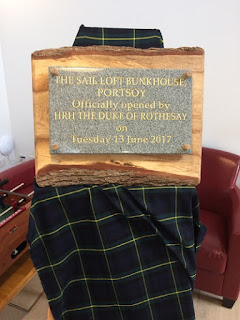 THE SAIL LOFT BUNKHOUSE,
PORTSOY
Officially opened by
HRH THE DUKE OF ROTHESAY
on
Tuesday 13 June 2017